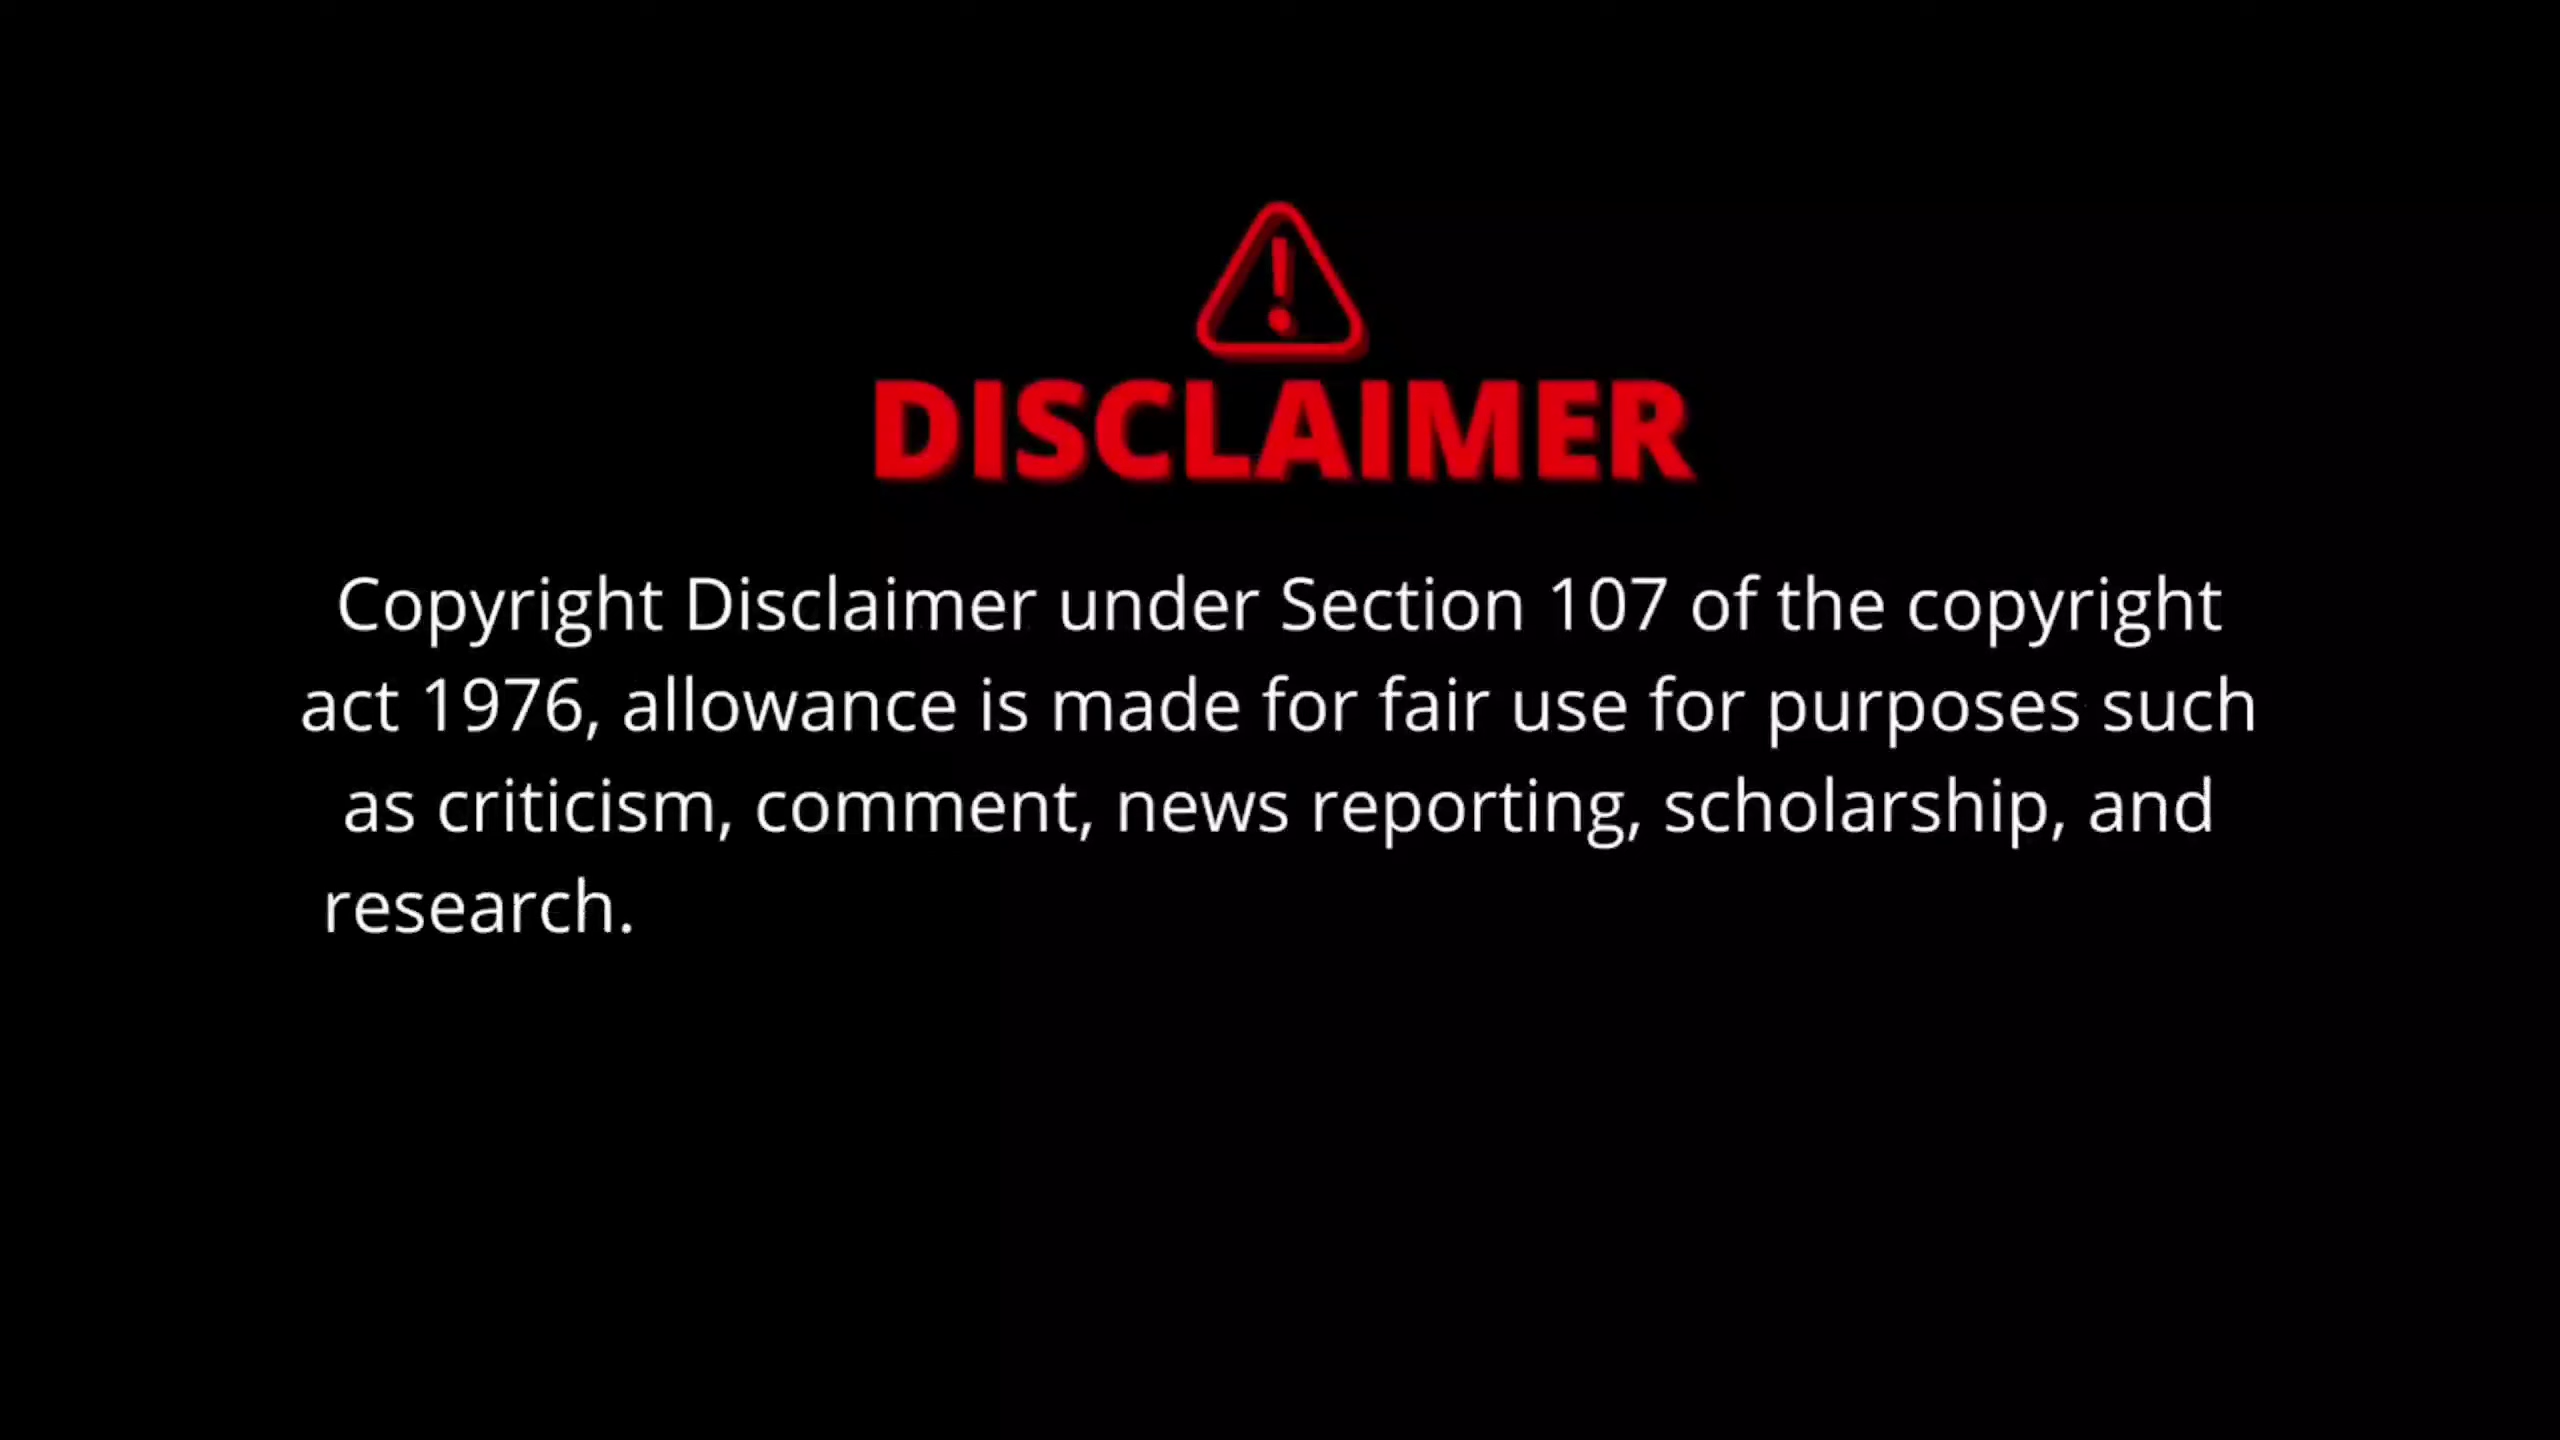 DISCLAIMER
Copyright Disclaimer under Section 107 of the copyright
act 1976, allowance is made for fair use for purposes such
as criticism, comment, news reporting, scholarship, and
research.